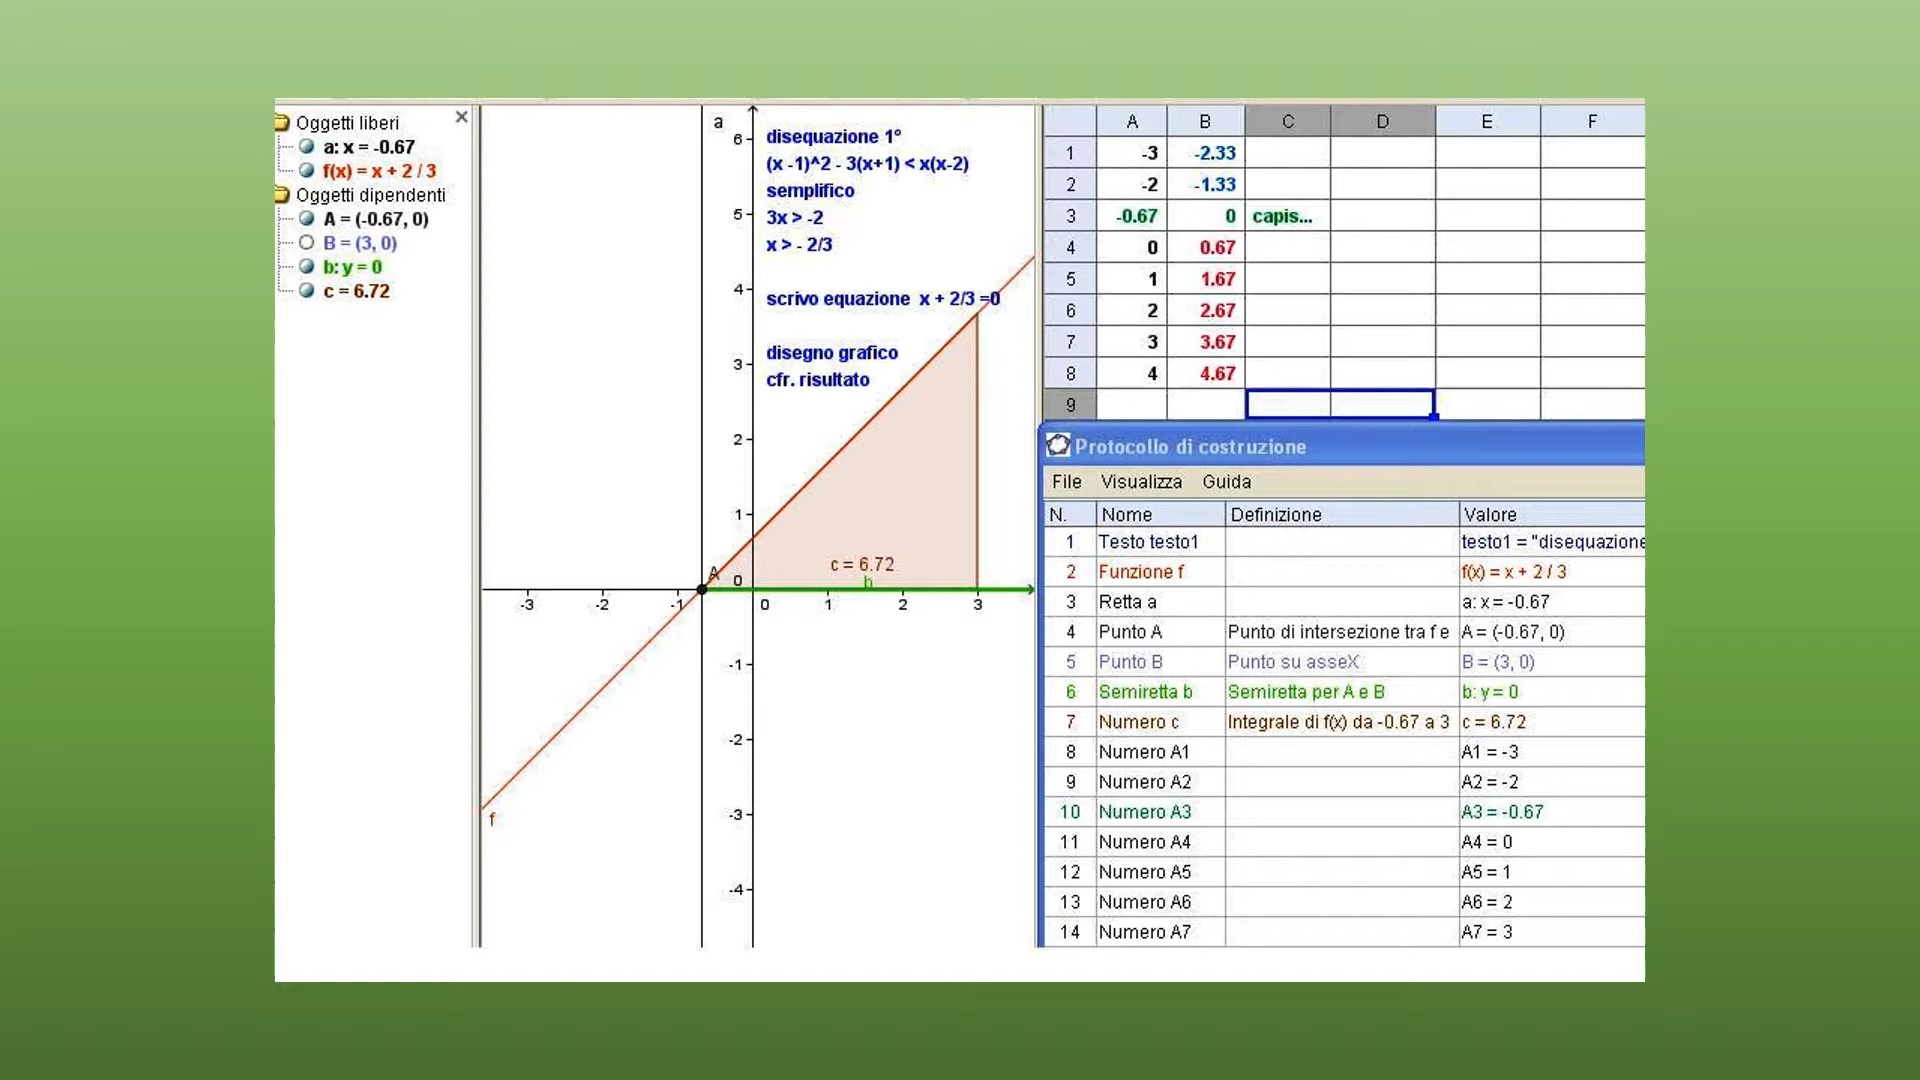 Oggetti liberi
a: x = -0.67
f(x) = x + 2 / 3
Oggetti dipendenti
A = (-0.67, 0)
B = (3, 0)
b: y = 0
c = 6.72
a
disequazione 1°
(x -1)^2 - 3(x+1) < x(x-2)
semplifico
3x > -2
x > - 2/3
scrivo equazione x + 2/3 =0
disegno grafico
cfr. risultato
6
5
4
3
2
1
0
-1
-2
-3
-4
-3 -2 -1 0 1 2 3
A
c = 6.72
b
f
A B C D E F
1 -3 -2.33
2 -2 -1.33
3 -0.67 0 capis...
4 0 0.67
5 1 1.67
6 2 2.67
7 3 3.67
8 4 4.67
9
Protocollo di costruzione
File Visualizza Guida
N. Nome Definizione Valore
1 Testo testo1 testo1 = "disequazione
2 Funzione f f(x) = x + 2 / 3
3 Retta a a: x = -0.67
4 Punto A Punto di intersezione tra f e A = (-0.67, 0)
5 Punto B Punto su asseX B = (3, 0)
6 Semiretta b Semiretta per A e B b: y = 0
7 Numero c Integrale di f(x) da -0.67 a 3 c = 6.72
8 Numero A1 A1 = -3
9 Numero A2 A2 = -2
10 Numero A3 A3 = -0.67
11 Numero A4 A4 = 0
12 Numero A5 A5 = 1
13 Numero A6 A6 = 2
14 Numero A7 A7 = 3